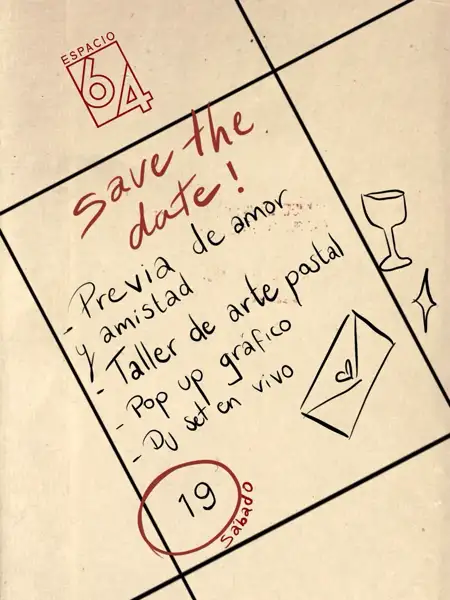 ESPACIO
64
save the
date!
- Previa de amor
y amistad
- Taller de arte postal
- Pop up gráfico
- DJ set en vivo
19
sábado